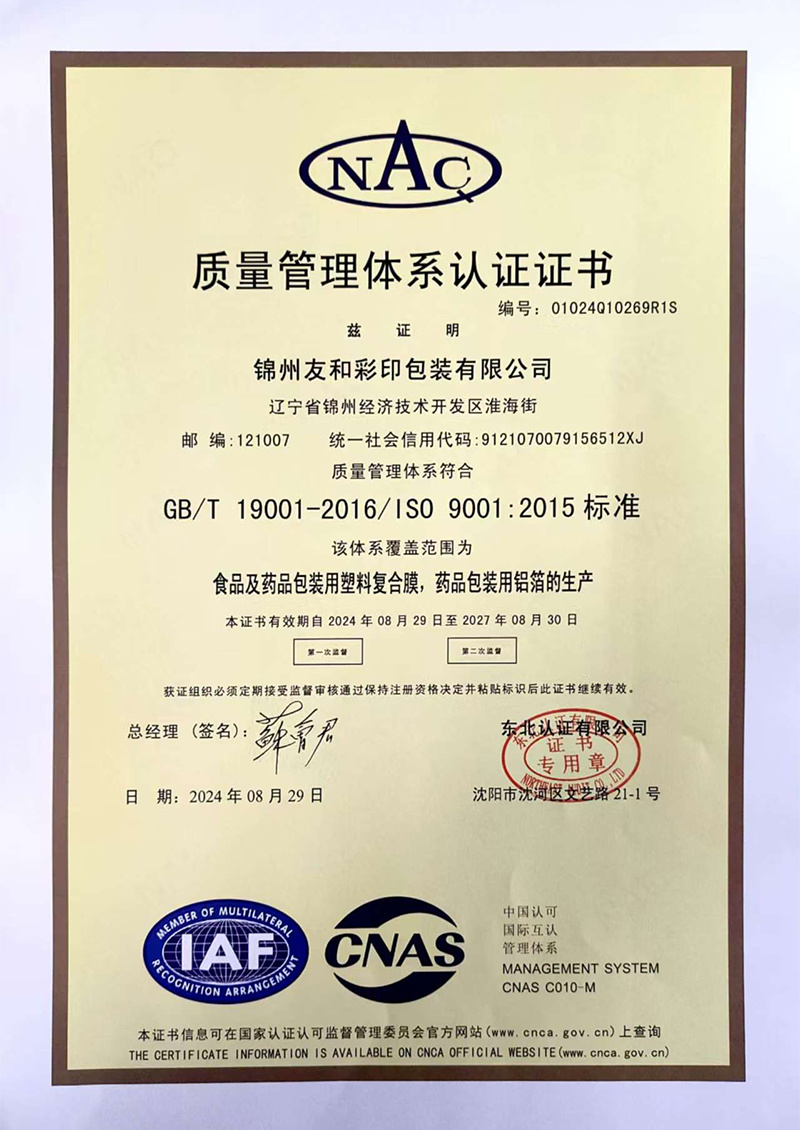 NAC
质量管理体系认证证书
编号：01024Q10269R1S
兹 证 明
锦州友和彩印包装有限公司
辽宁省锦州经济技术开发区淮海街
邮 编:121007 统一社会信用代码:9121070079156512XJ
质量管理体系符合
GB/T 19001-2016/ISO 9001:2015 标准
该体系覆盖范围为
食品及药品包装用塑料复合膜，药品包装用铝箔的生产
本证书有效期自 2024 年 08 月 29 日至 2027 年 08 月 30 日
第一次监督 第二次监督
获证组织必须定期接受监督审核通过保持注册资格决定并粘贴标识后此证书继续有效。
总经理（签名）：
东北认证有限公司
东北认证有限公司
证 书
专用章
日 期： 2024 年 08 月 29 日
沈阳市沈河区文艺路 21-1 号
MEMBER OF MULTILATERAL
IAF
RECOGNITION ARRANGEMENT
CNAS
中国认可
国际互认
管理体系
MANAGEMENT SYSTEM
CNAS C010-M
本证书信息可在国家认证认可监督管理委员会官方网站(www.cnca.gov.cn)上查询
THE CERTIFICATE INFORMATION IS AVAILABLE ON CNCA OFFICIAL WEBSITE(www.cnca.gov.cn)